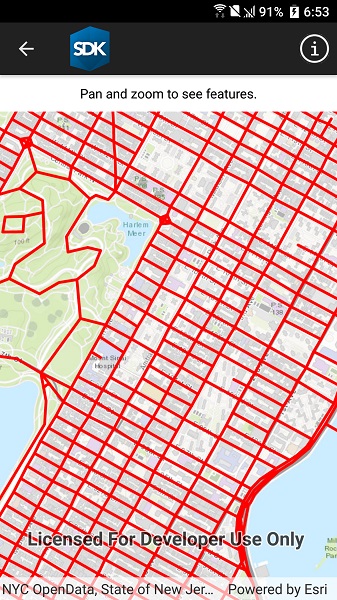 91% 6:53
SDK
Pan and zoom to see features.
Harlem
Meer
P.S.
138
Mount Sinai
Hospital
Licensed For Developer Use Only
NYC OpenData, State of New Jer... Powered by Esri